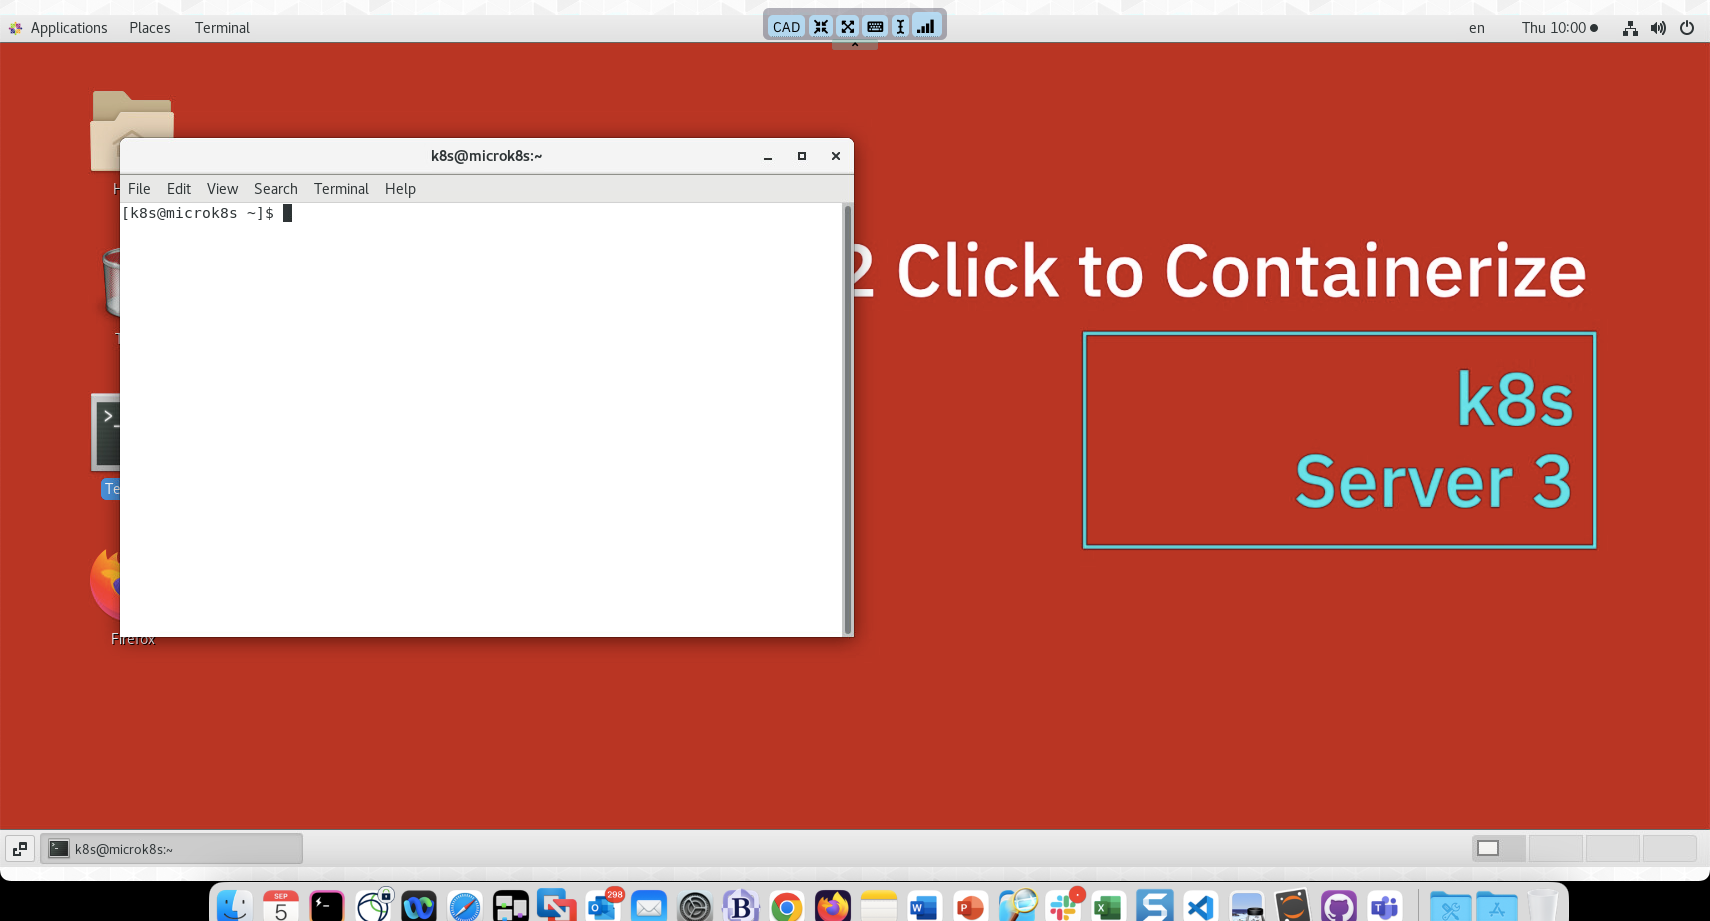 Applications Places Terminal
CAD
en Thu 10:00
k8s@microk8s:~
File Edit View Search Terminal Help
[k8s@microk8s ~]$
2 Click to Containerize
k8s
Server 3
Firefox
k8s@microk8s:~
SEP
5
298